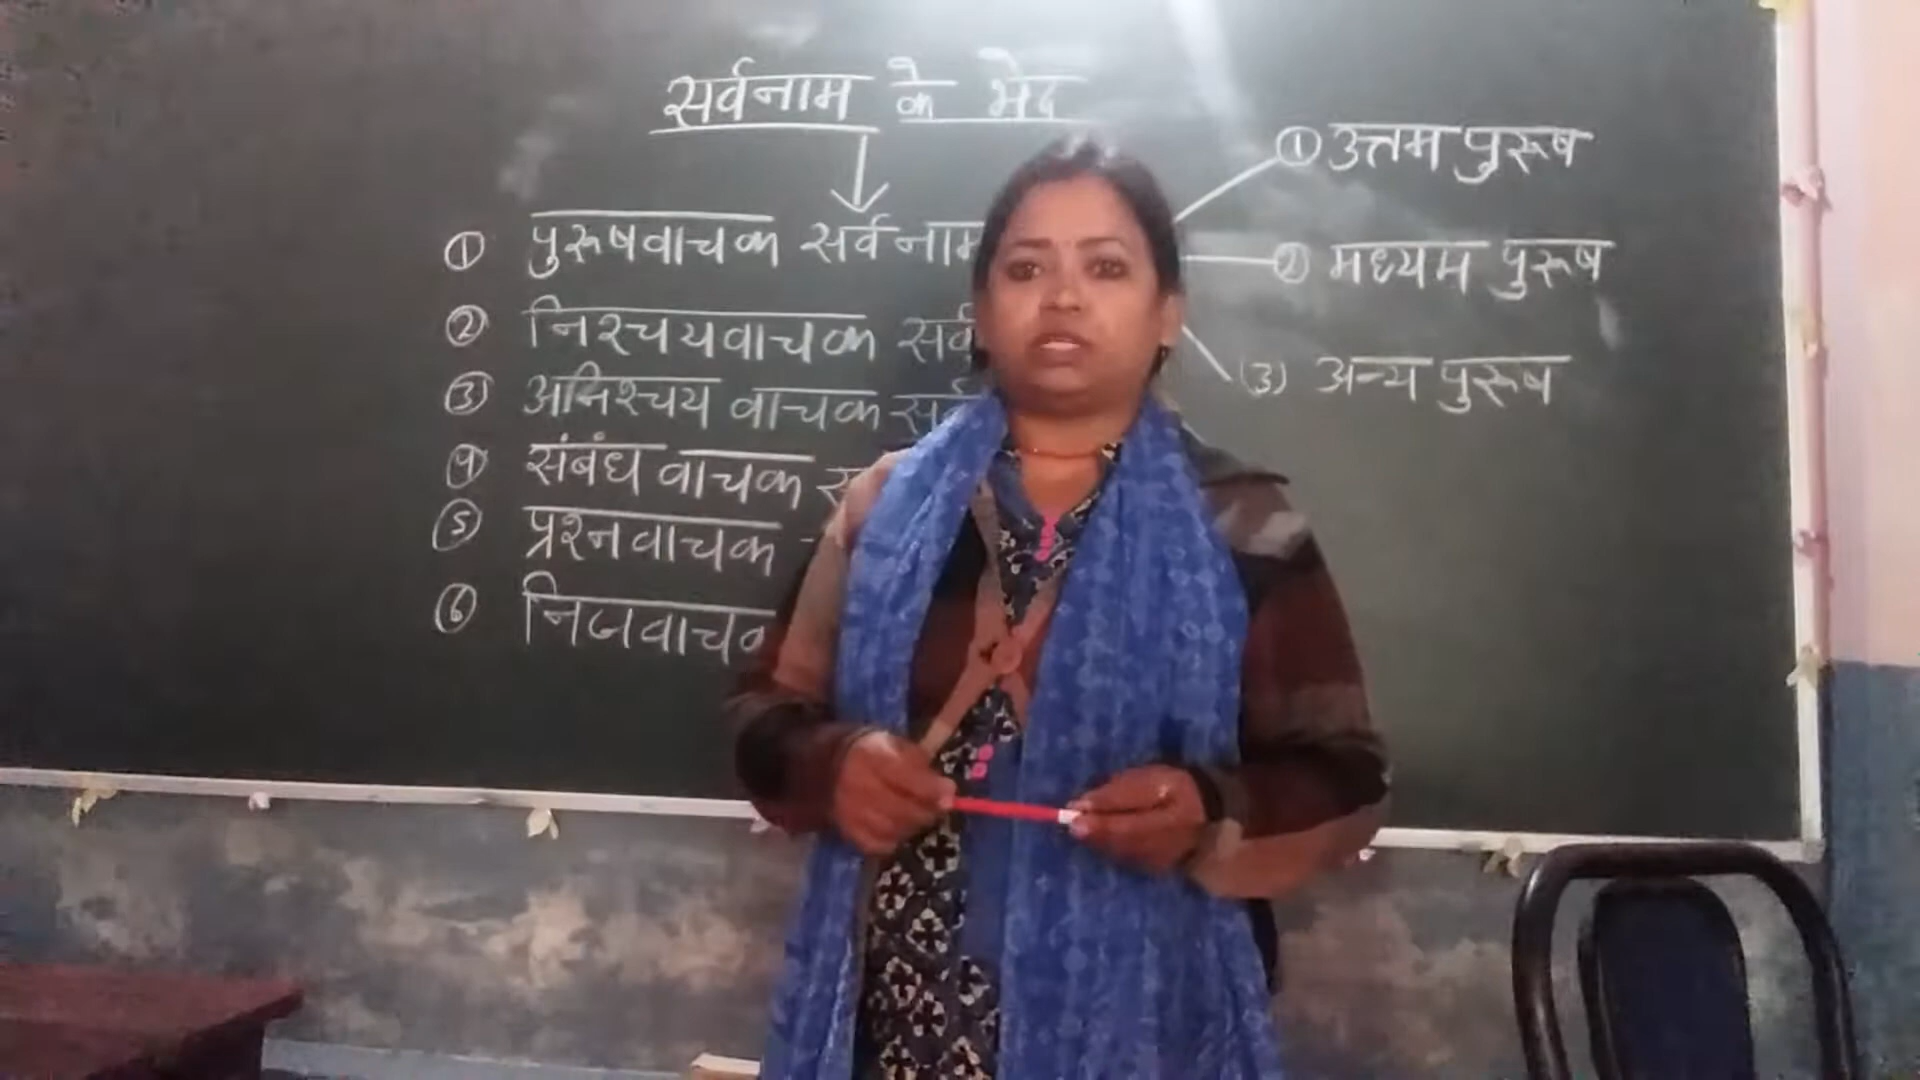 सर्वनाम के भेद
① पुरूषवाचक सर्वनाम
② निश्चयवाचक
③ अनिश्चय वाचक
④ संबंध वाचक
⑤ प्रश्नवाचक
⑥
① उत्तम पुरूष
② मध्यम पुरूष
(3) अन्य पुरूष